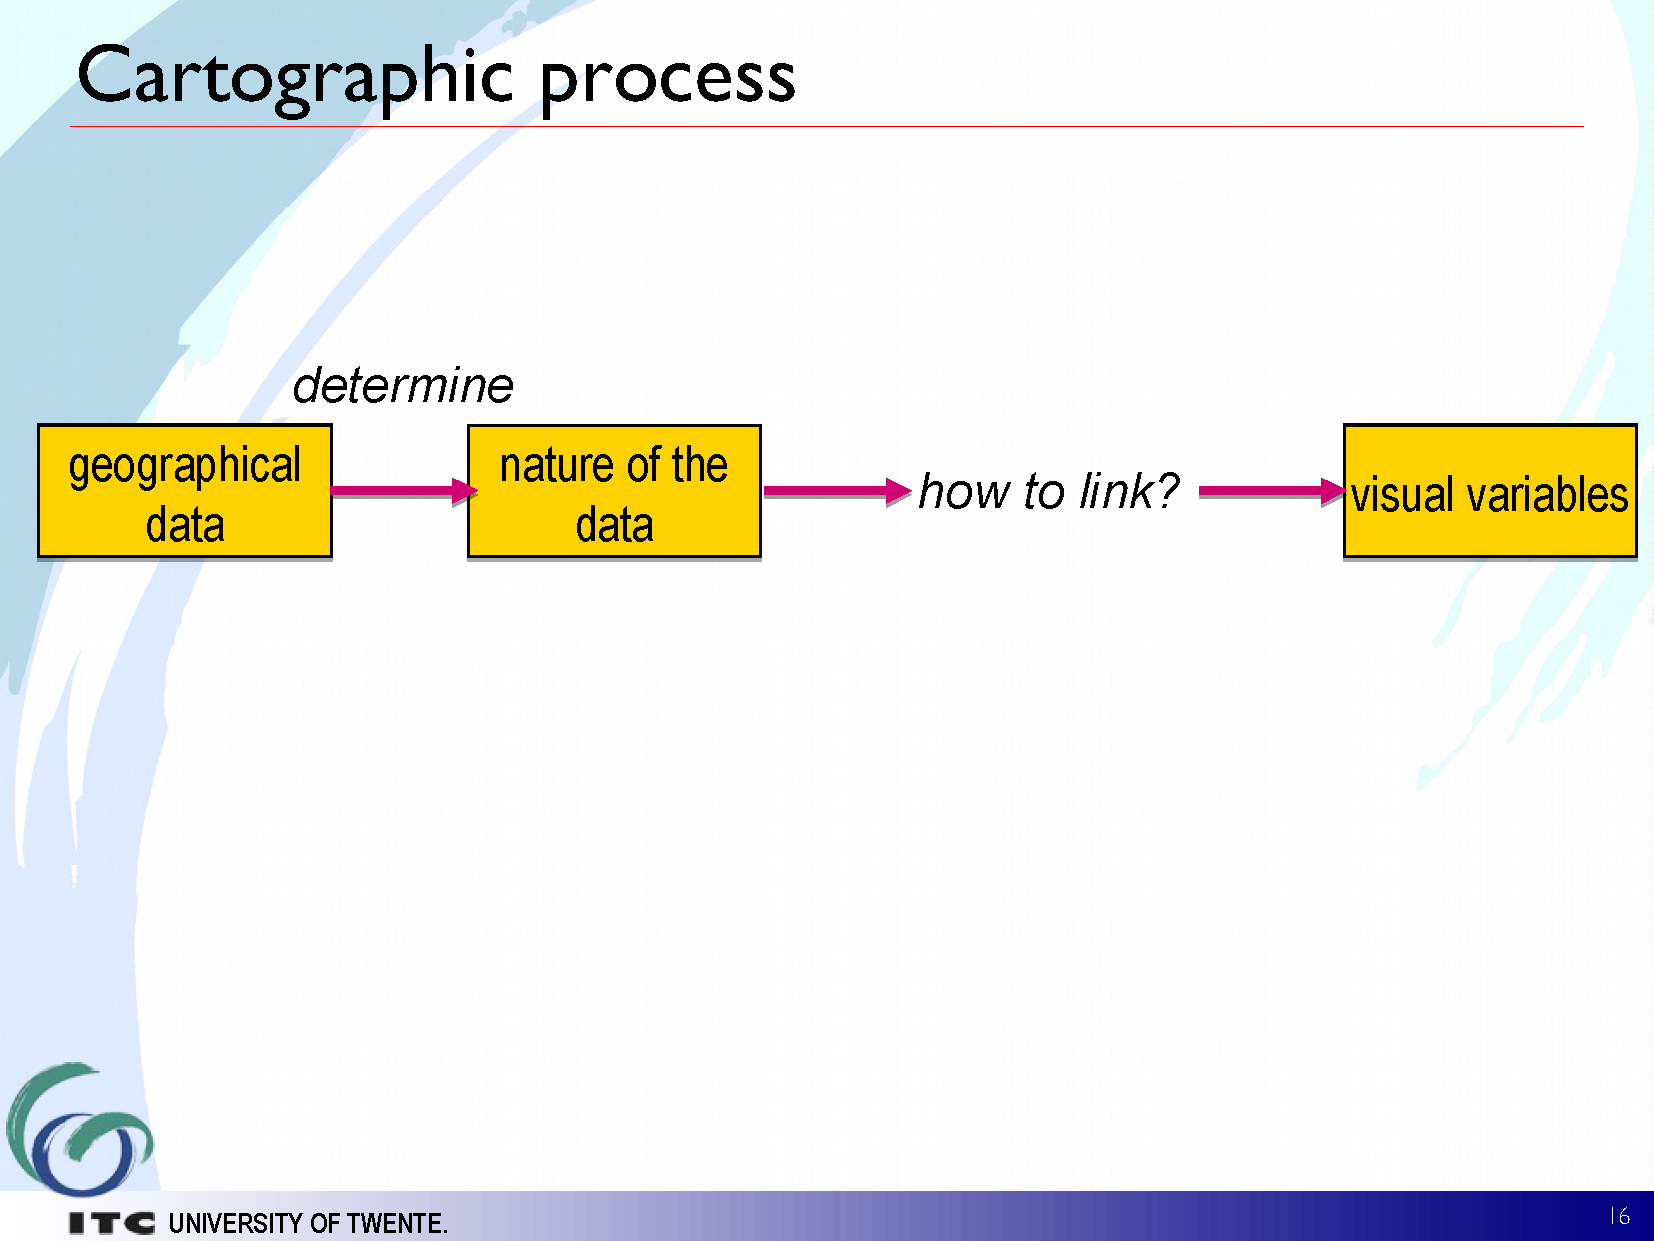 Cartographic process
determine
geographical
data
nature of the
data
how to link?
visual variables
ITC UNIVERSITY OF TWENTE.
16